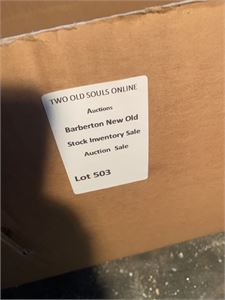 TWO OLD SOULS ONLINE
Auctions
Barberton New Old
Stock Inventory Sale
Auction Sale
Lot 503